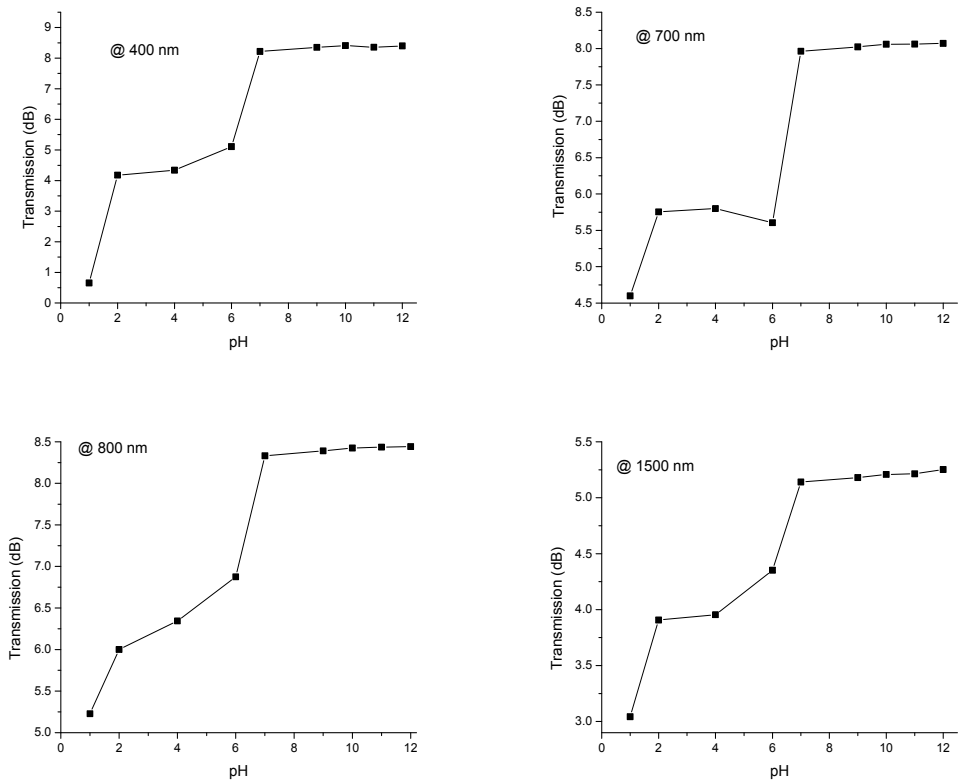 @ 400 nm
Transmission (dB)
9
8
7
6
5
4
3
2
1
0
0 2 4 6 8 10 12
pH
@ 700 nm
Transmission (dB)
8.5
8.0
7.5
7.0
6.5
6.0
5.5
5.0
4.5
0 2 4 6 8 10 12
pH
@ 800 nm
Transmission (dB)
8.5
8.0
7.5
7.0
6.5
6.0
5.5
5.0
0 2 4 6 8 10 12
pH
@ 1500 nm
Transmission (dB)
5.5
5.0
4.5
4.0
3.5
3.0
0 2 4 6 8 10 12
pH